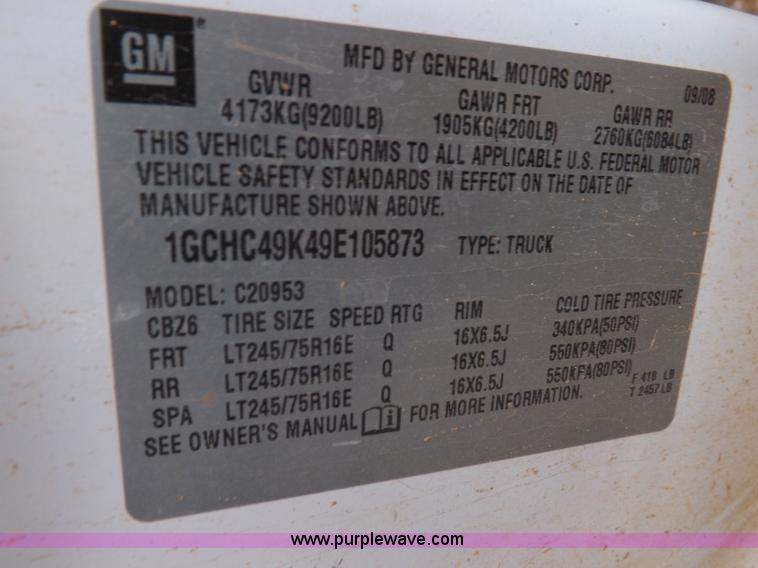 GM ®
MFD BY GENERAL MOTORS CORP. 09/08
GVWR GAWR FRT GAWR RR
4173KG(9200LB) 1905KG(4200LB) 2760KG(6084LB)
THIS VEHICLE CONFORMS TO ALL APPLICABLE U.S. FEDERAL MOTOR
VEHICLE SAFETY STANDARDS IN EFFECT ON THE DATE OF
MANUFACTURE SHOWN ABOVE.
1GCHC49K49E105873 TYPE: TRUCK
MODEL: C20953
CBZ6 TIRE SIZE SPEED RTG RIM COLD TIRE PRESSURE
FRT LT245/75R16E Q 16X6.5J 340KPA(50PSI)
RR LT245/75R16E Q 16X6.5J 550KPA(80PSI)
SPA LT245/75R16E Q 16X6.5J 550KPA(80PSI)
SEE OWNER'S MANUAL i FOR MORE INFORMATION. F 418 LB
T 2457 LB
www.purplewave.com